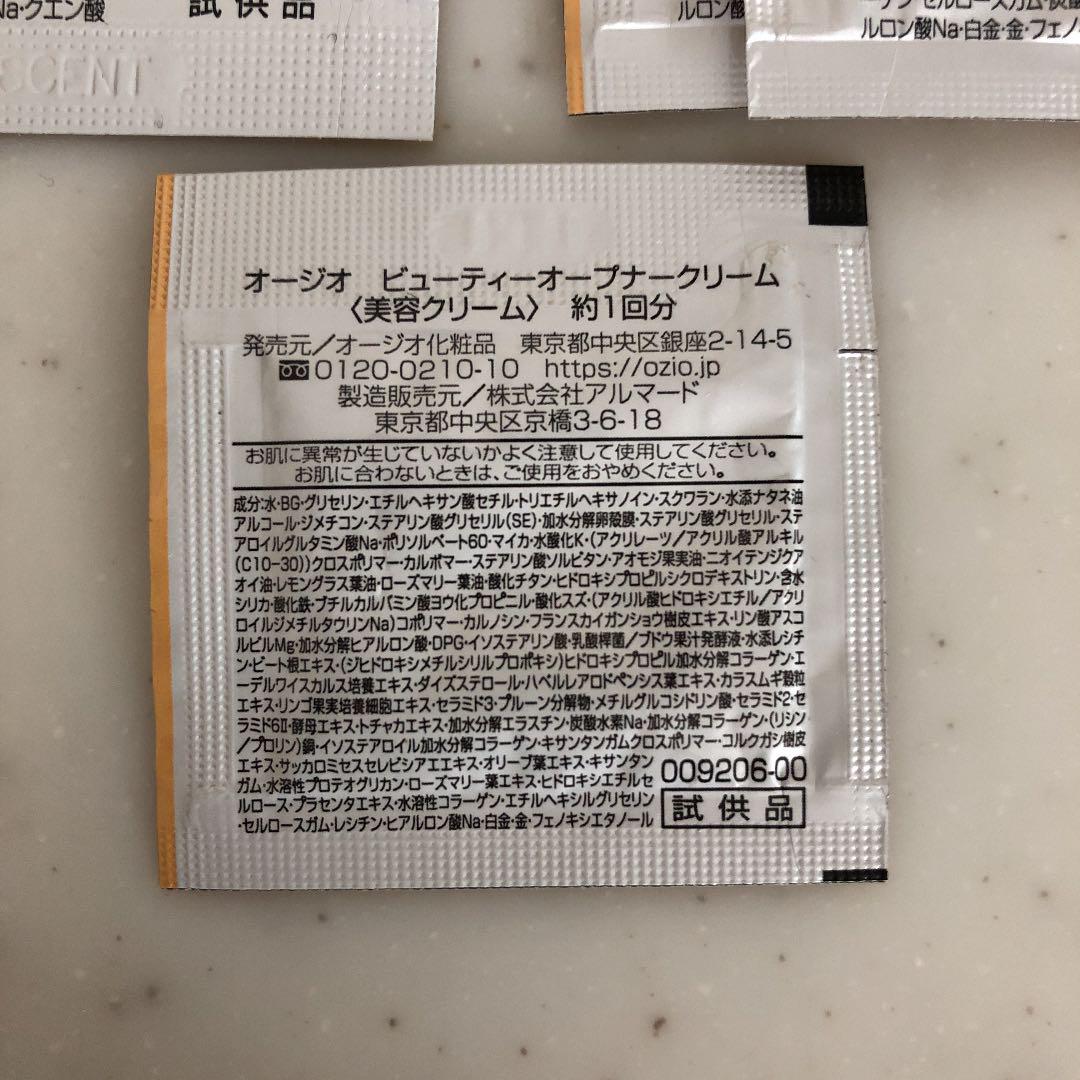 Na・クエン酸
試供品
SCENT
ルロン酸
ルロン酸Na・白金・金・フェノ
オージオ　ビューティーオープナークリーム
〈美容クリーム〉　約1回分
発売元／オージオ化粧品　東京都中央区銀座2-14-5
0120-0210-10　https://ozio.jp
製造販売元／株式会社アルマード
東京都中央区京橋3-6-18
お肌に異常が生じていないかよく注意して使用してください。
お肌に合わないときは、ご使用をおやめください。
成分:水・BG・グリセリン・エチルヘキサン酸セチル・トリエチルヘキサノイン・スクワラン・水添ナタネ油
アルコール・ジメチコン・ステアリン酸グリセリル(SE)・加水分解卵殻膜・ステアリン酸グリセリル・ステ
アロイルグルタミン酸Na・ポリソルベート60・マイカ・水酸化K・(アクリレーツ／アクリル酸アルキル
(C10-30))クロスポリマー・カルボマー・ステアリン酸ソルビタン・アオモジ果実油・ニオイテンジクア
オイ油・レモングラス葉油・ローズマリー葉油・酸化チタン・ヒドロキシプロピルシクロデキストリン・含水
シリカ・酸化鉄・ブチルカルバミン酸ヨウ化プロピニル・酸化スズ・(アクリル酸ヒドロキシエチル／アクリ
ロイルジメチルタウリンNa)コポリマー・カルノシン・フランスカイガンショウ樹皮エキス・リン酸アスコ
ルビルMg・加水分解ヒアルロン酸・DPG・イソステアリン酸・乳酸桿菌／ブドウ果汁発酵液・水添レシチ
ン・ビート根エキス・(ジヒドロキシメチルシリルプロポキシ)ヒドロキシプロピル加水分解コラーゲン・エ
ーデルワイスカルス培養エキス・ダイズステロール・ハベルレアロドペンシス葉エキス・カラスムギ穀粒
エキス・リンゴ果実培養細胞エキス・セラミド3・プルーン分解物・メチルグルコシドリン酸・セラミド2・セ
ラミド6Ⅱ・酵母エキス・トチャカエキス・加水分解エラスチン・炭酸水素Na・加水分解コラーゲン・(リシン
／プロリン)銅・イソステアロイル加水分解コラーゲン・キサンタンガムクロスポリマー・コルクガシ樹皮
エキス・サッカロミセスセレビシアエエキス・オリーブ葉エキス・キサンタン
ガム・水溶性プロテオグリカン・ローズマリー葉エキス・ヒドロキシエチルセ
ルロース・プラセンタエキス・水溶性コラーゲン・エチルヘキシルグリセリン
・セルロースガム・レシチン・ヒアルロン酸Na・白金・金・フェノキシエタノール
009206-00
試供品